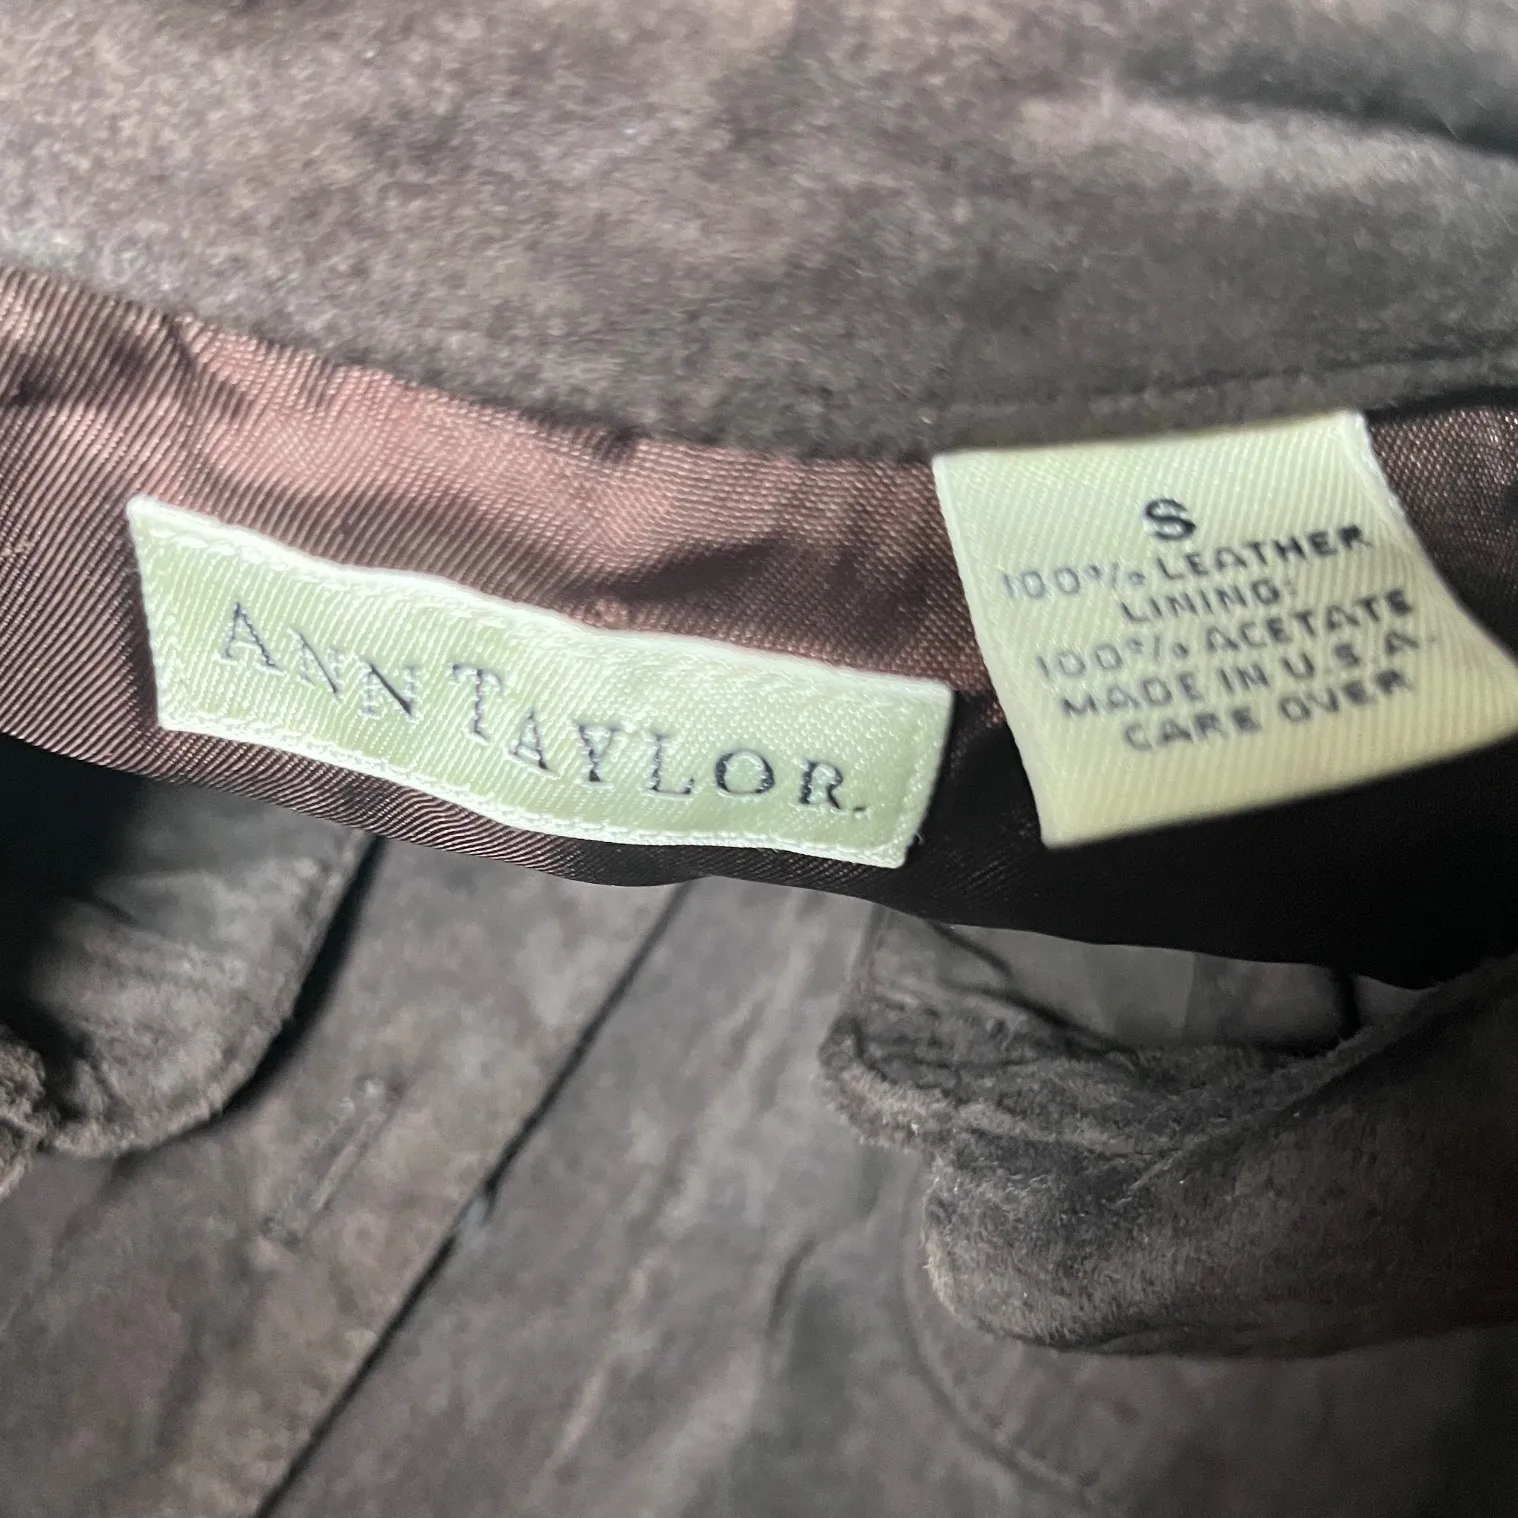 ANN TAYLOR.
S
100% LEATHER
LINING:
100% ACETATE
MADE IN U.S.A.
CARE OVER